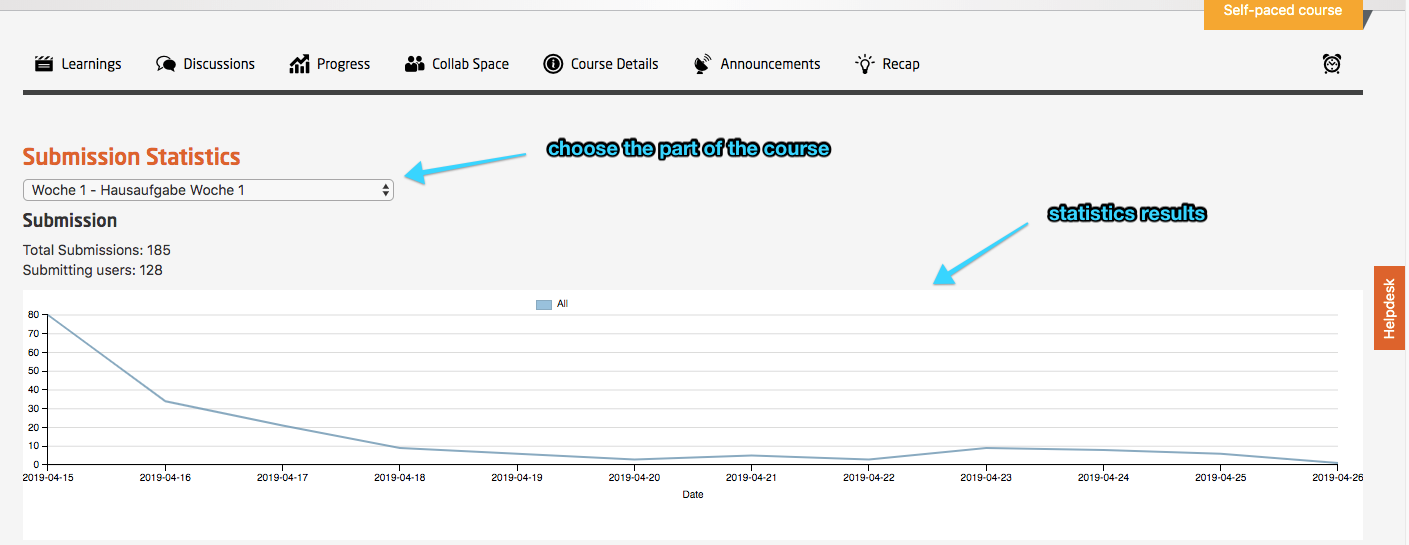 Self-paced course
Learnings Discussions Progress Collab Space Course Details Announcements Recap
choose the part of the course
Submission Statistics
Woche 1 - Hausaufgabe Woche 1
statistics results
Submission
Total Submissions: 185
Submitting users: 128
Helpdesk
All
80
70
60
50
40
30
20
10
0
2019-04-15 2019-04-16 2019-04-17 2019-04-18 2019-04-19 2019-04-20 2019-04-21 2019-04-22 2019-04-23 2019-04-24 2019-04-25 2019-04-26
Date